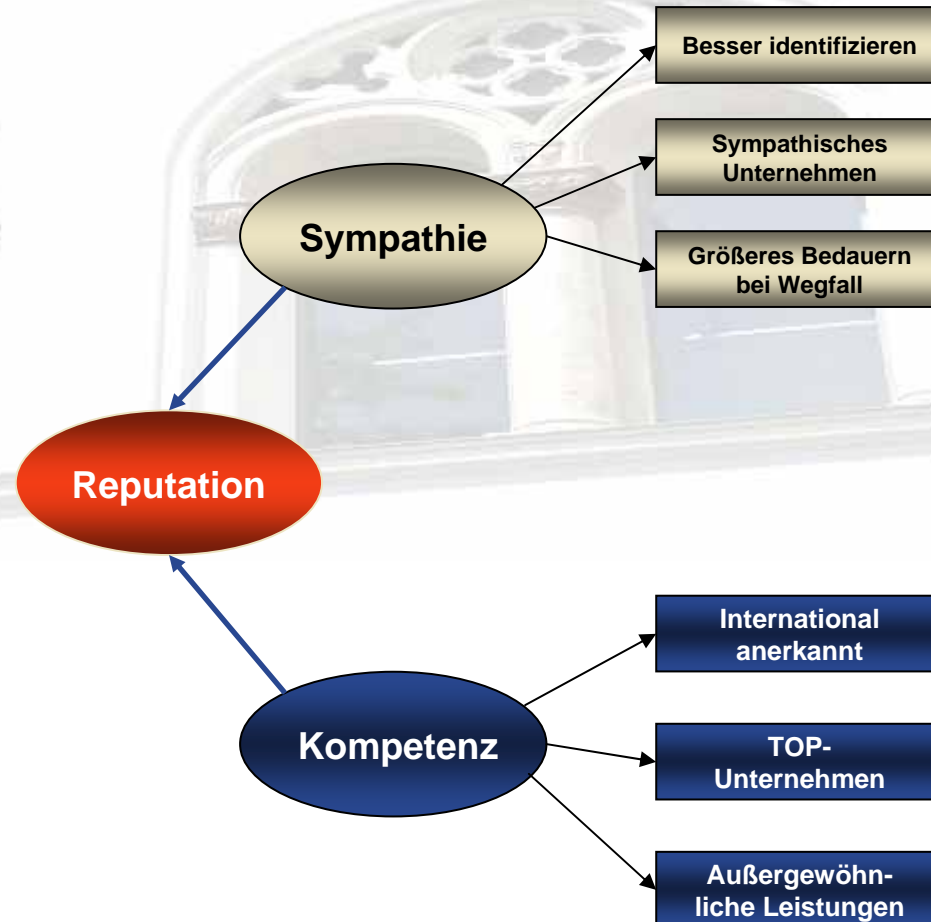 Besser identifizieren
Sympathisches
Unternehmen
Größeres Bedauern
bei Wegfall
Sympathie
Reputation
Kompetenz
International
anerkannt
TOP-
Unternehmen
Außergewöhn-
liche Leistungen